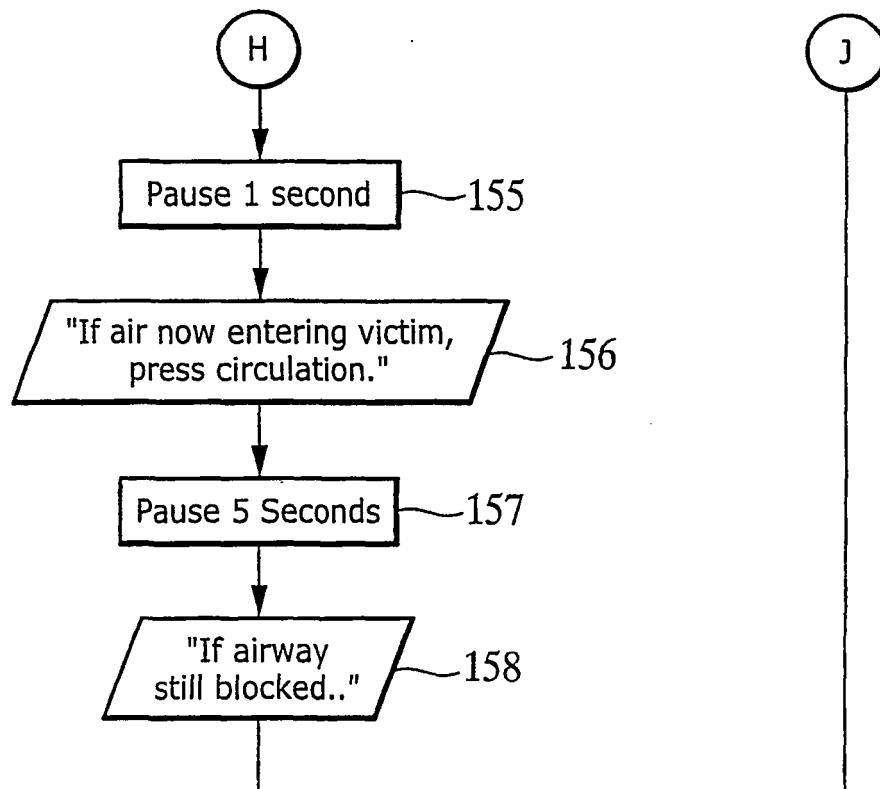 H
J
Pause 1 second
155
"If air now entering victim,
press circulation."
156
Pause 5 Seconds
157
"If airway
still blocked.."
158